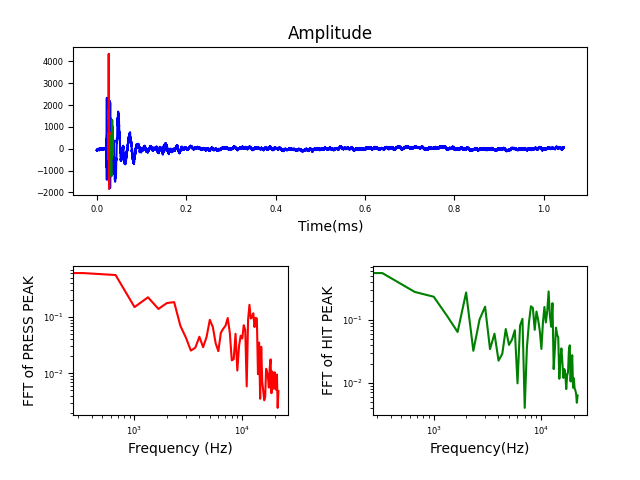 Amplitude
4000
3000
2000
1000
0
−1000
−2000
0.0 0.2 0.4 0.6 0.8 1.0
Time(ms)
FFT of PRESS PEAK
10⁻¹
10⁻²
10³ 10⁴
Frequency (Hz)
FFT of HIT PEAK
10⁻¹
10⁻²
10³ 10⁴
Frequency(Hz)